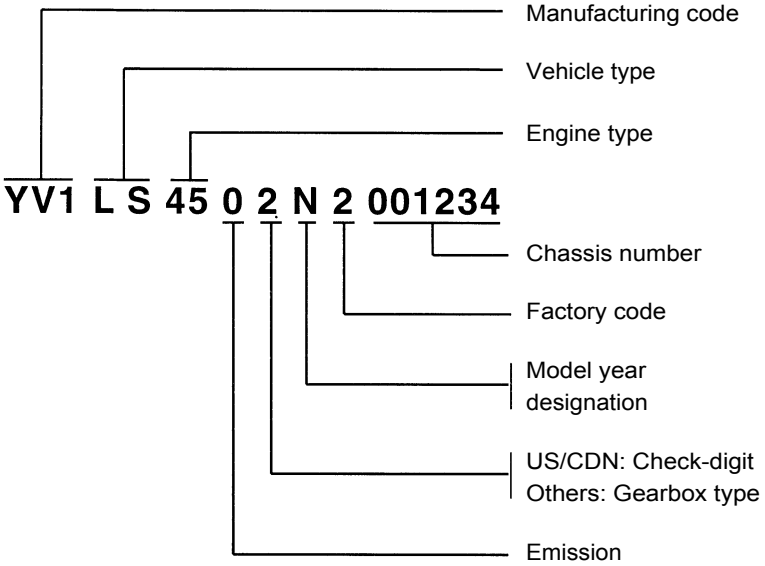 Manufacturing code
Vehicle type
Engine type
YV1 L S 45 0 2 N 2 001234
Chassis number
Factory code
Model year
designation
US/CDN: Check-digit
Others: Gearbox type
Emission